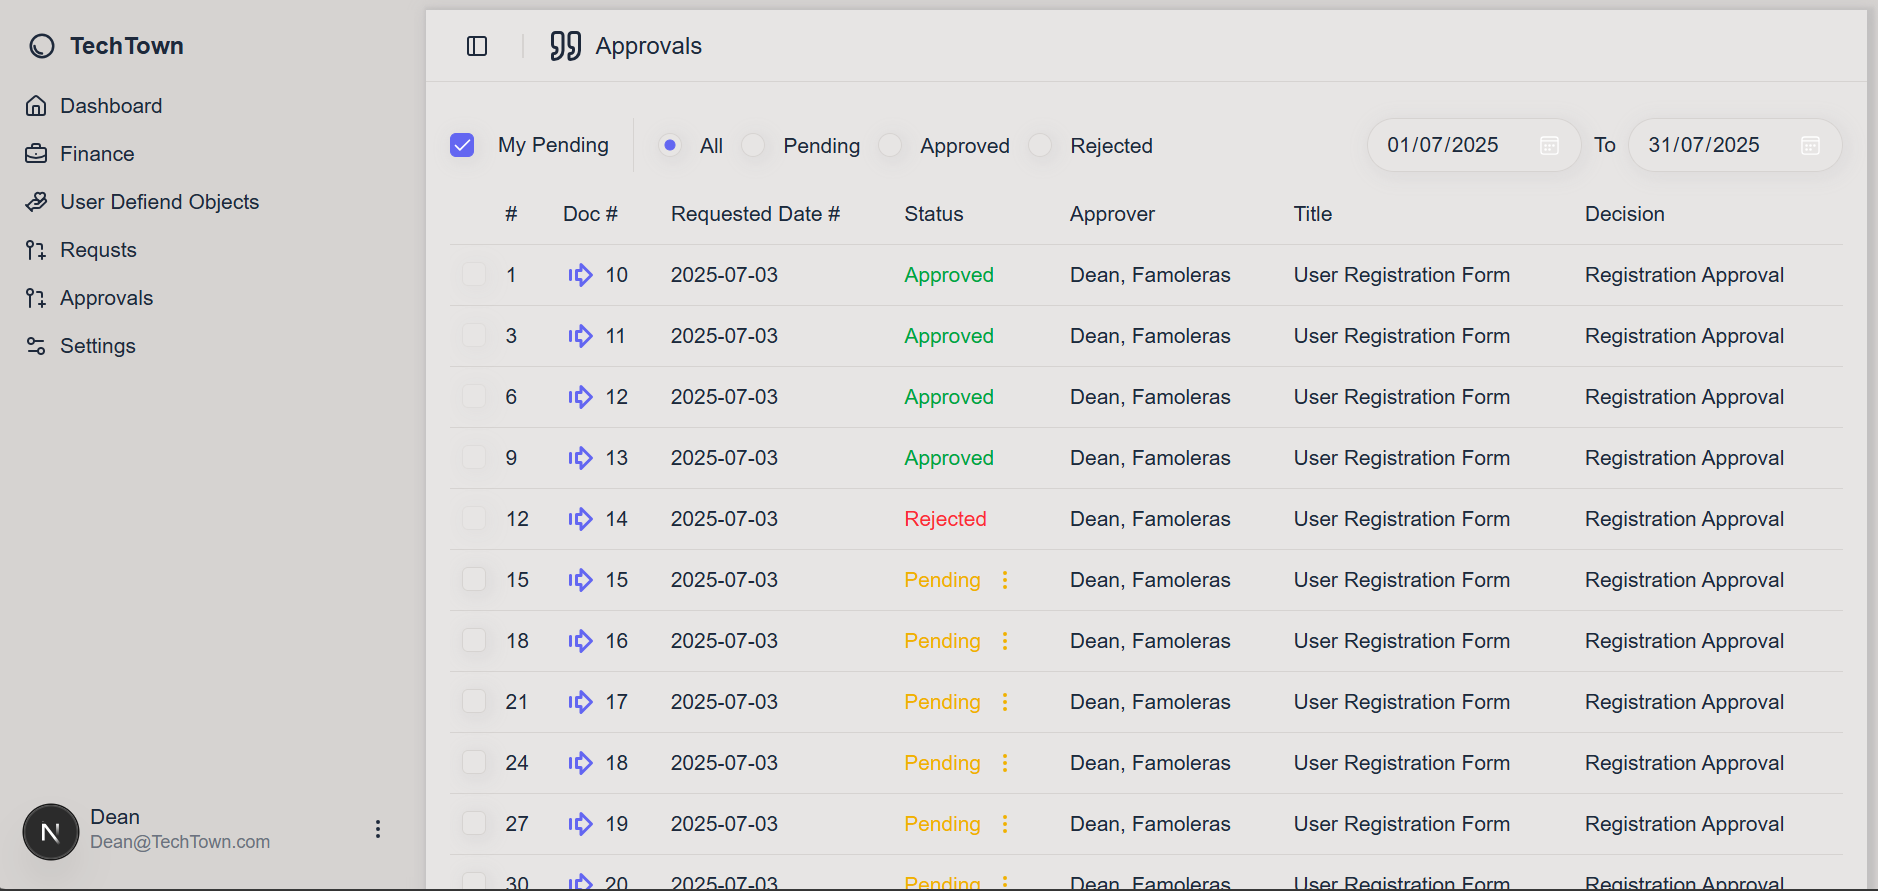 TechTown
Dashboard
Finance
User Defiend Objects
Requsts
Approvals
Settings
N
Dean
Dean@TechTown.com
Approvals
My Pending All Pending Approved Rejected 01/07/2025 To 31/07/2025
# Doc # Requested Date # Status Approver Title Decision
1 10 2025-07-03 Approved Dean, Famoleras User Registration Form Registration Approval
3 11 2025-07-03 Approved Dean, Famoleras User Registration Form Registration Approval
6 12 2025-07-03 Approved Dean, Famoleras User Registration Form Registration Approval
9 13 2025-07-03 Approved Dean, Famoleras User Registration Form Registration Approval
12 14 2025-07-03 Rejected Dean, Famoleras User Registration Form Registration Approval
15 15 2025-07-03 Pending Dean, Famoleras User Registration Form Registration Approval
18 16 2025-07-03 Pending Dean, Famoleras User Registration Form Registration Approval
21 17 2025-07-03 Pending Dean, Famoleras User Registration Form Registration Approval
24 18 2025-07-03 Pending Dean, Famoleras User Registration Form Registration Approval
27 19 2025-07-03 Pending Dean, Famoleras User Registration Form Registration Approval
30 20 2025-07-03 Pending Dean, Famoleras User Registration Form Registration Approval